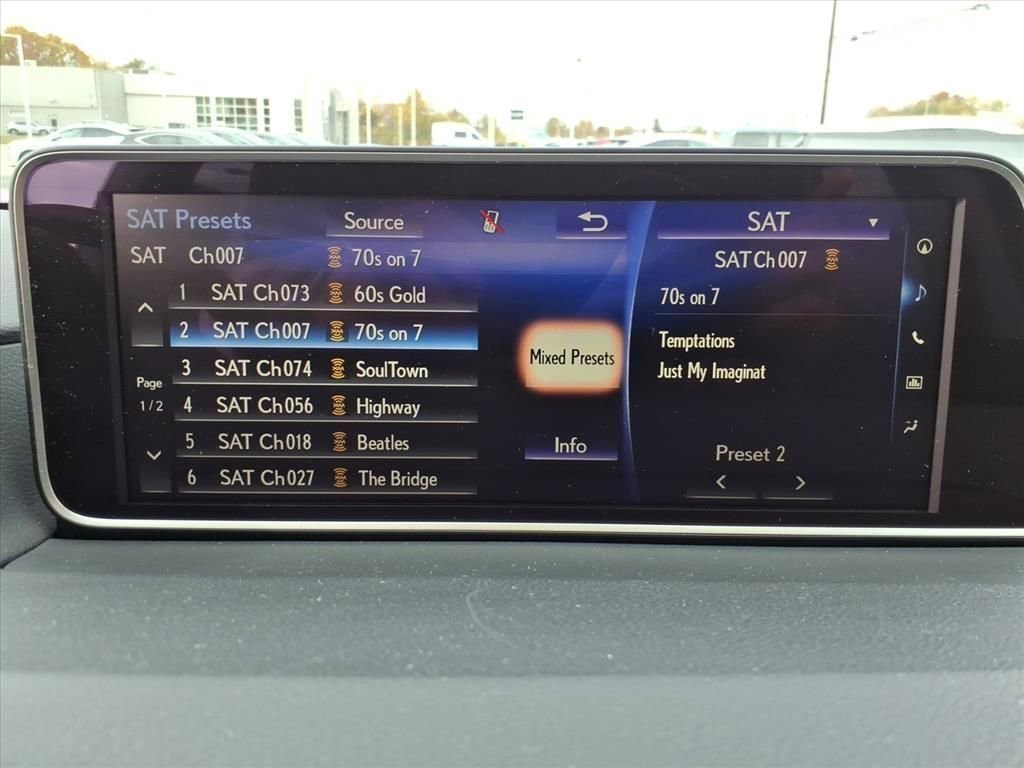 SAT Presets
Source
SAT Ch007 70s on 7
1 SAT Ch073 60s Gold
2 SAT Ch007 70s on 7
3 SAT Ch074 SoulTown
4 SAT Ch056 Highway
5 SAT Ch018 Beatles
6 SAT Ch027 The Bridge
Page
1/2
Mixed Presets
Info
SAT
SAT Ch007
70s on 7
Temptations
Just My Imaginat
Preset 2